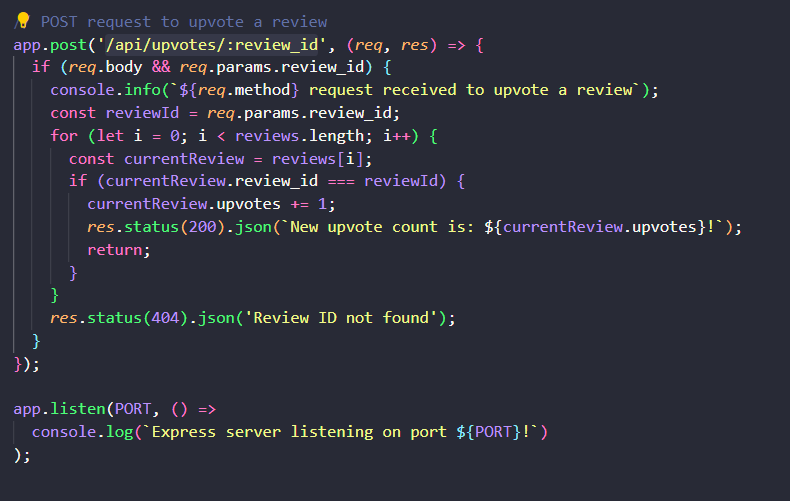 // POST request to upvote a review
app.post('/api/upvotes/:review_id', (req, res) => {
  if (req.body && req.params.review_id) {
    console.info(`${req.method} request received to upvote a review`);
    const reviewId = req.params.review_id;
    for (let i = 0; i < reviews.length; i++) {
      const currentReview = reviews[i];
      if (currentReview.review_id === reviewId) {
        currentReview.upvotes += 1;
        res.status(200).json(`New upvote count is: ${currentReview.upvotes}!`);
        return;
      }
    }
    res.status(404).json('Review ID not found');
  }
});

app.listen(PORT, () =>
  console.log(`Express server listening on port ${PORT}!`)
);